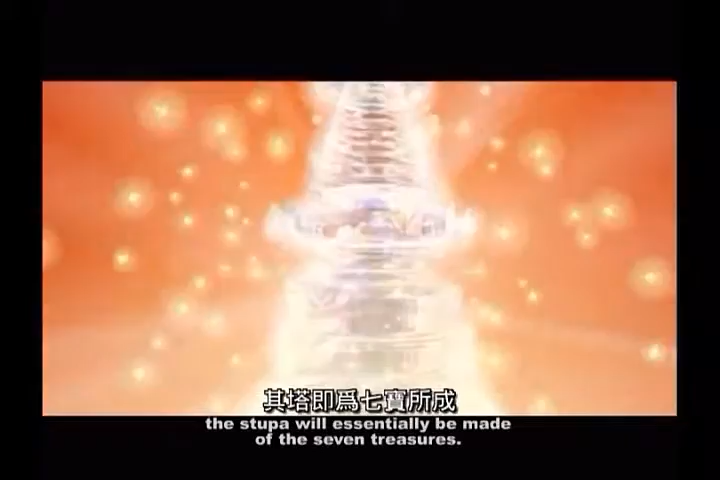 其塔即爲七寶所成
the stupa will essentially be made
of the seven treasures.